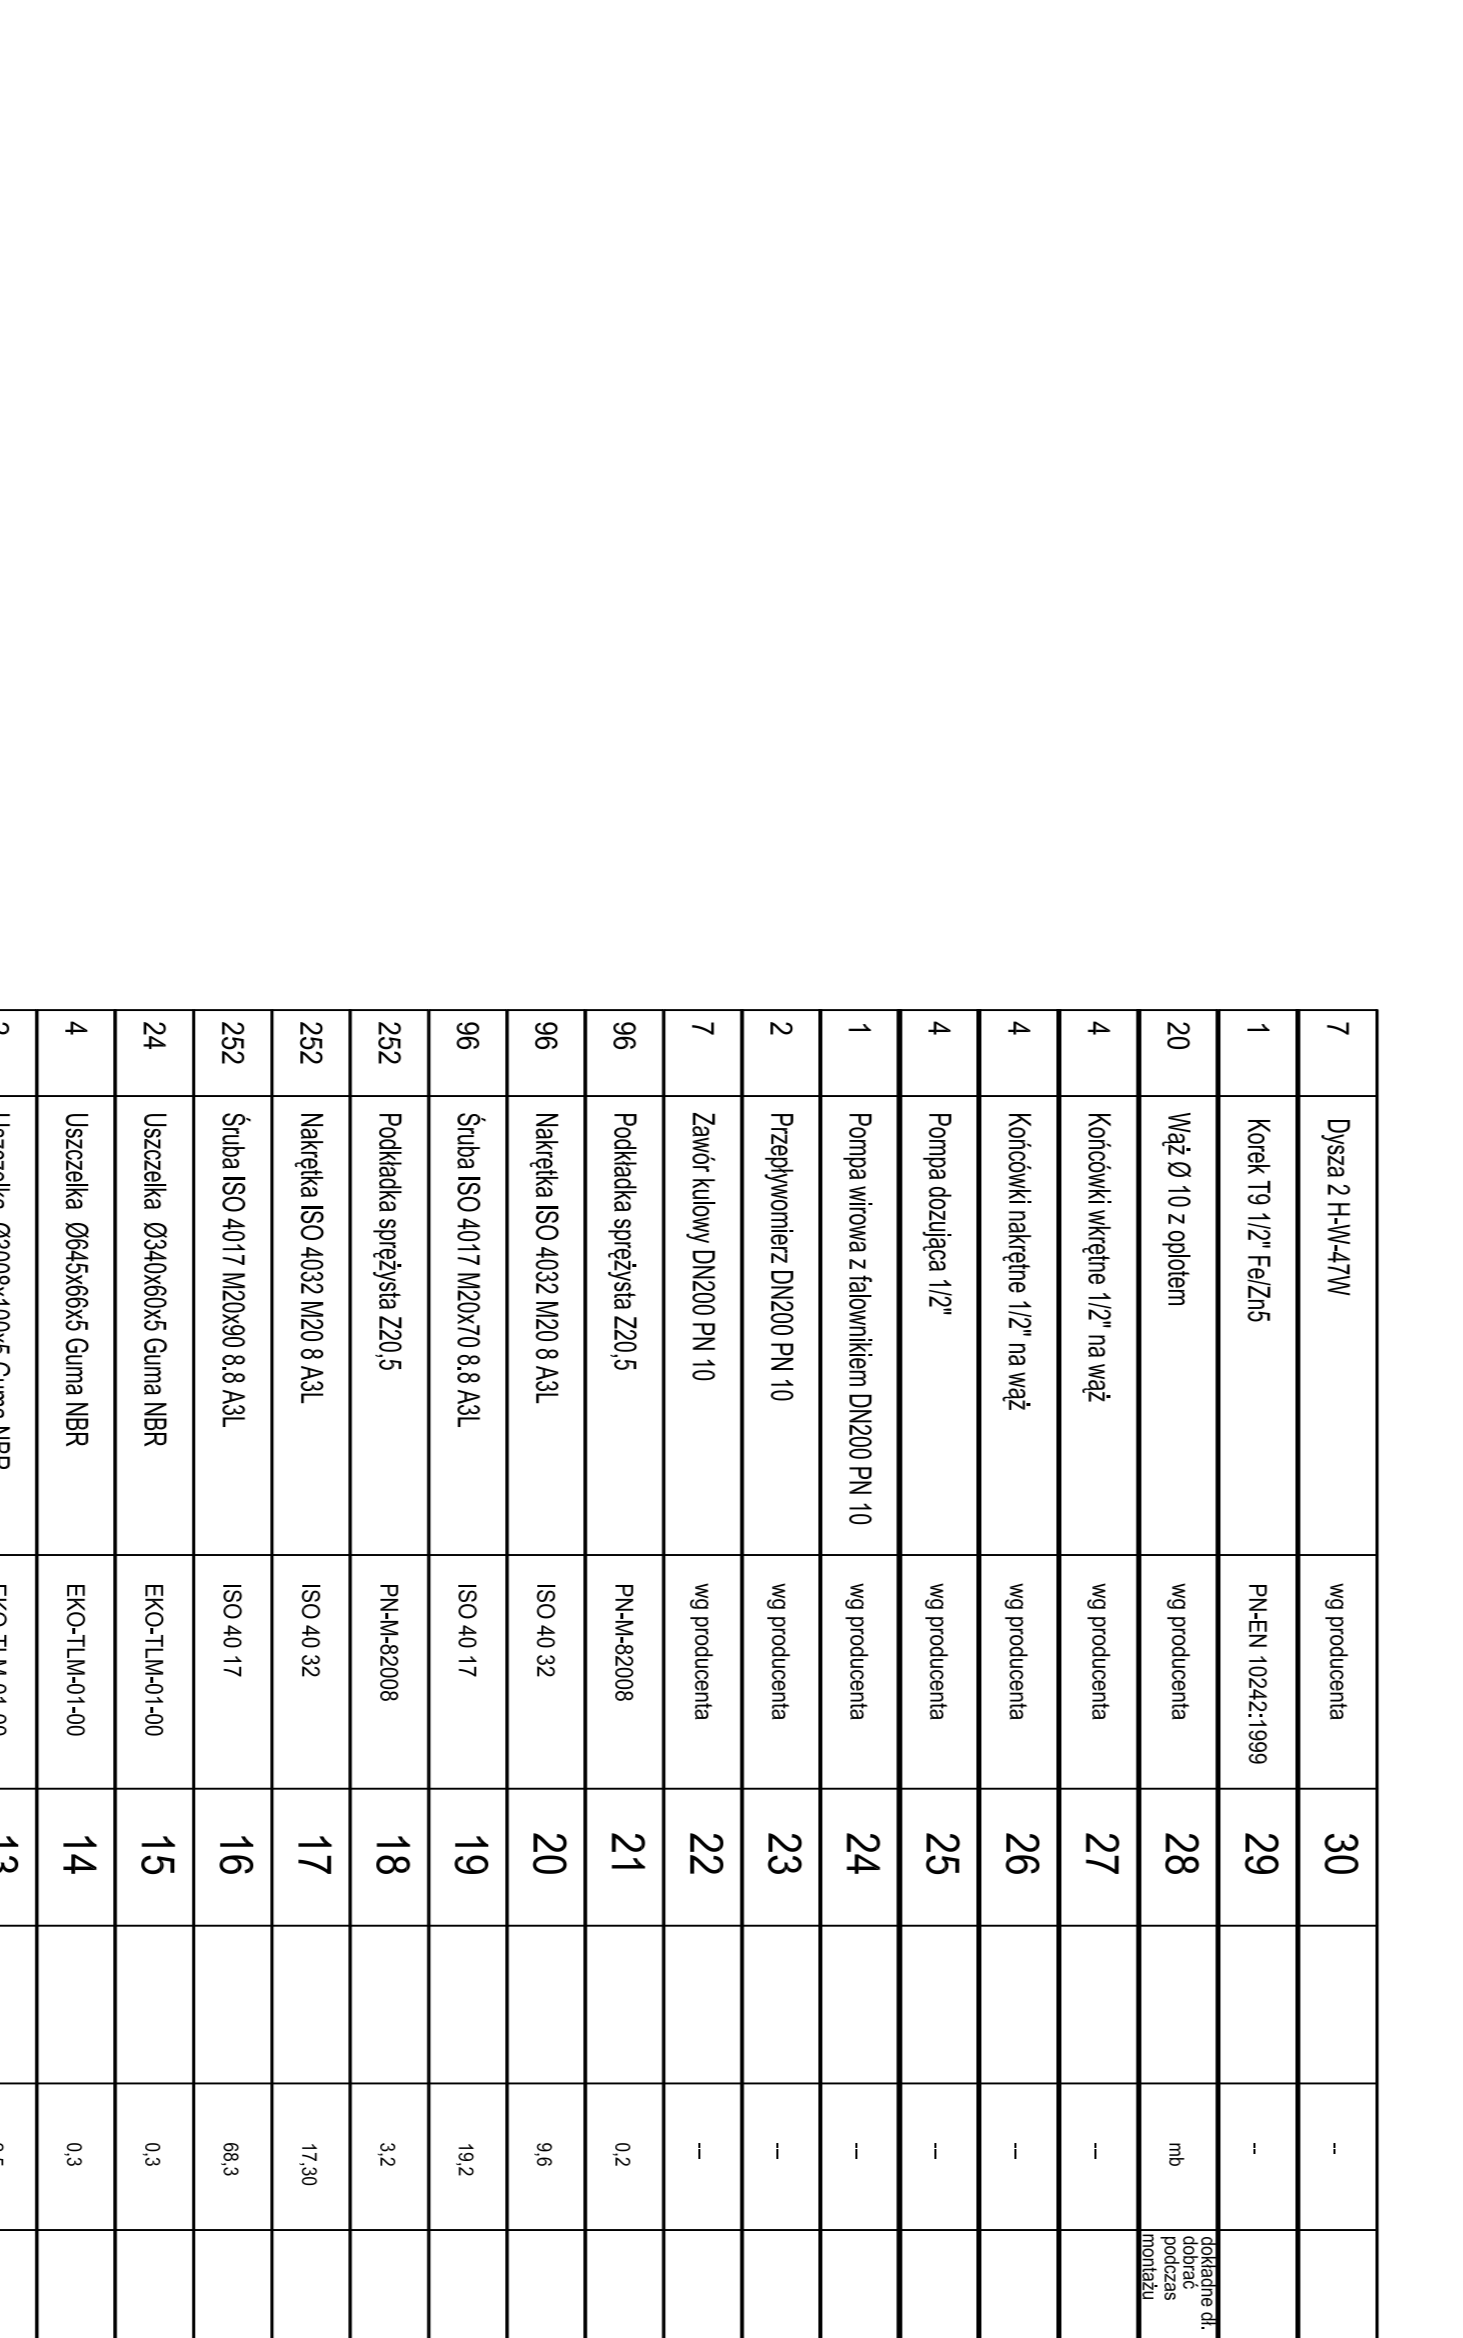 7 Dysza 2 H-W-47W wg producenta 30 --
1 Korek T9 1/2" Fe/Zn5 PN-EN 10242:1999 29 --
20 Wąż Ø 10 z oplotem wg producenta 28 mb dokładne dł.
dobrać
podczas
montażu
4 Końcówki wkrętne 1/2" na wąż wg producenta 27 --
4 Końcówki nakrętne 1/2" na wąż wg producenta 26 --
4 Pompa dozująca 1/2" wg producenta 25 --
1 Pompa wirowa z falownikiem DN200 PN 10 wg producenta 24 --
2 Przepływomierz DN200 PN 10 wg producenta 23 --
7 Zawór kulowy DN200 PN 10 wg producenta 22 --
96 Podkładka sprężysta Z20,5 PN-M-82008 21 0,2
96 Nakrętka ISO 4032 M20 8 A3L ISO 40 32 20 9,6
96 Śruba ISO 4017 M20x70 8.8 A3L ISO 40 17 19 19,2
252 Podkładka sprężysta Z20,5 PN-M-82008 18 3,2
252 Nakrętka ISO 4032 M20 8 A3L ISO 40 32 17 17,30
252 Śruba ISO 4017 M20x90 8.8 A3L ISO 40 17 16 68,3
24 Uszczelka Ø340x60x5 Guma NBR EKO-TLM-01-00 15 0,3
4 Uszczelka Ø645x66x5 Guma NBR EKO-TLM-01-00 14 0,3
Uszczelka Guma NBR EKO-TLM-01-00 13